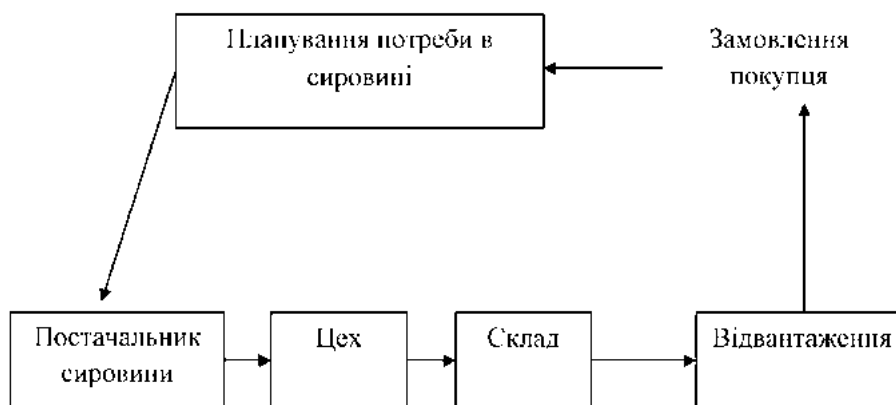 Планування потреби в
сировині
Замовлення
покупця
Постачальник
сировини
Цех
Склад
Відвантаження